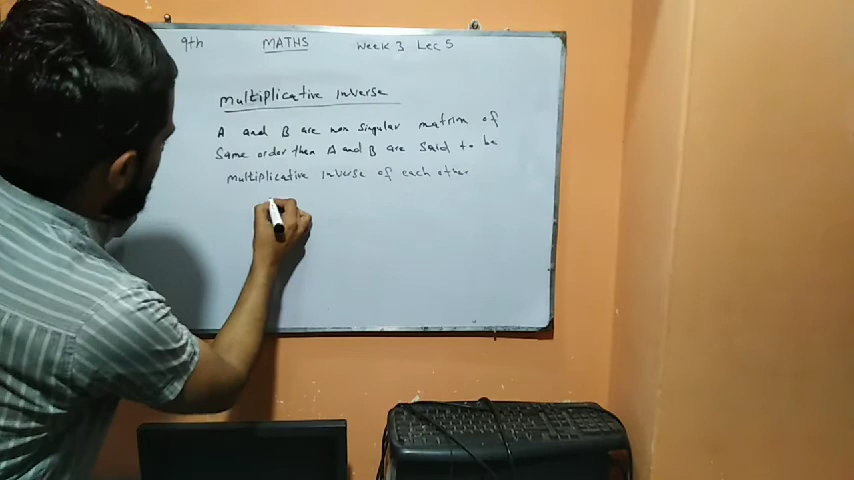 9th MATHS Week 3 Lec 5
Multiplicative Inverse
A and B are non singular matrim of
Same order then A and B are said to be
Multiplicative Inverse of each other